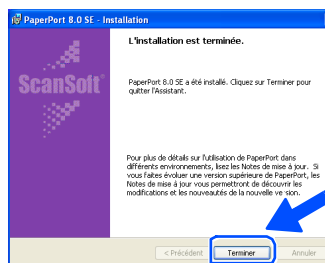 PaperPort 8.0 SE - Installation
L'installation est terminée.
ScanSoft
PaperPort 8.0 SE a été installé. Cliquez sur Terminer pour
quitter l'Assistant.
Pour plus de détails sur l'utilisation de PaperPort dans
différents environnements, lisez les Notes de mise à jour. Si
vous faites évoluer une version supérieure de PaperPort, les
Notes de mise à jour vous permettront de découvrir les
modifications et les nouveautés de la nouvelle version.
< Précédent
Terminer
Annuler